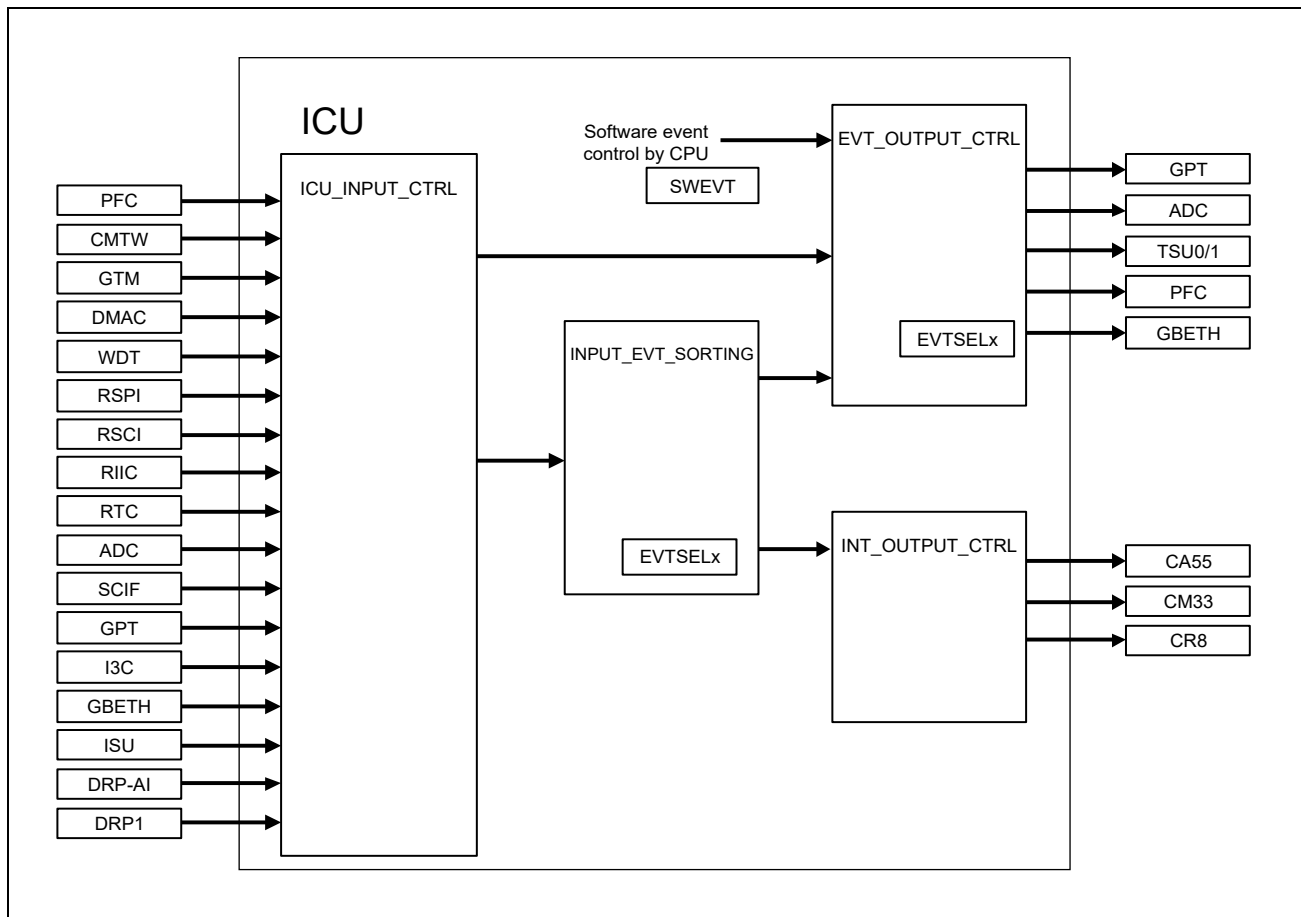 ICU
Software event
control by CPU
SWEVT
EVT_OUTPUT_CTRL
ICU_INPUT_CTRL
PFC
CMTW
GTM
DMAC
WDT
RSPI
RSCI
RIIC
RTC
ADC
SCIF
GPT
I3C
GBETH
ISU
DRP-AI
DRP1
INPUT_EVT_SORTING
EVTSELx
EVTSELx
GPT
ADC
TSU0/1
PFC
GBETH
INT_OUTPUT_CTRL
CA55
CM33
CR8